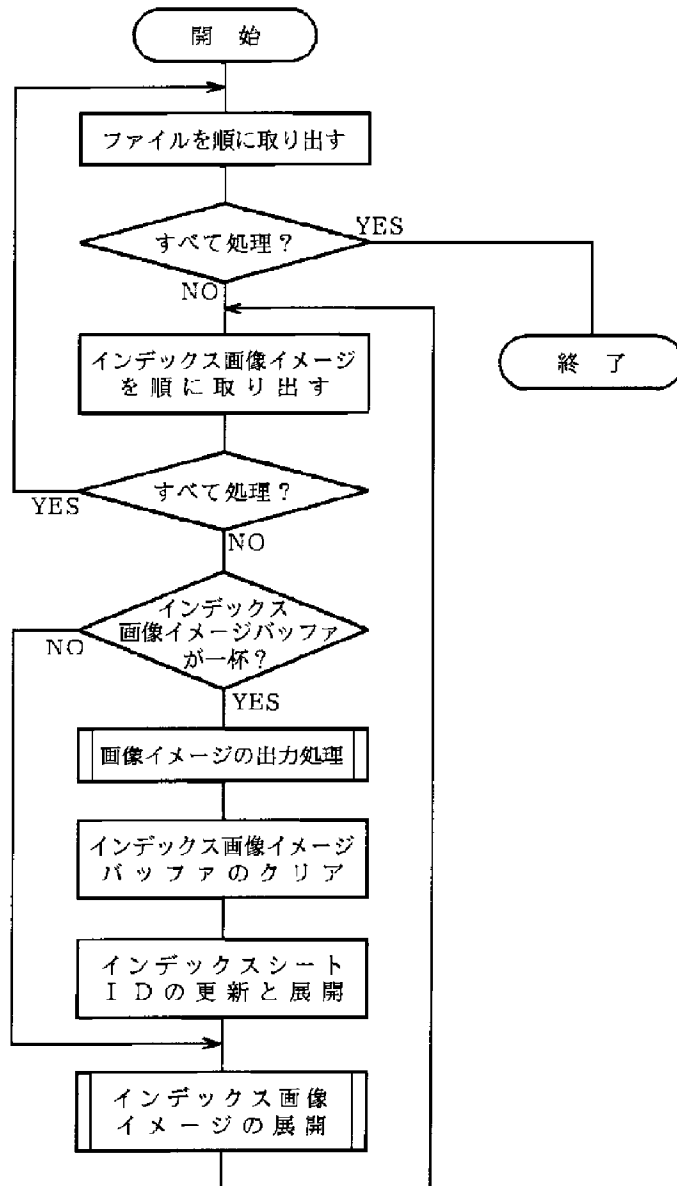 開始
ファイルを順に取り出す
すべて処理？
YES
NO
インデックス画像イメージ
を順に取り出す
終了
すべて処理？
YES
NO
インデックス
画像イメージバッファ
が一杯？
NO
YES
画像イメージの出力処理
インデックス画像イメージ
バッファのクリア
インデックスシート
IDの更新と展開
インデックス画像
イメージの展開